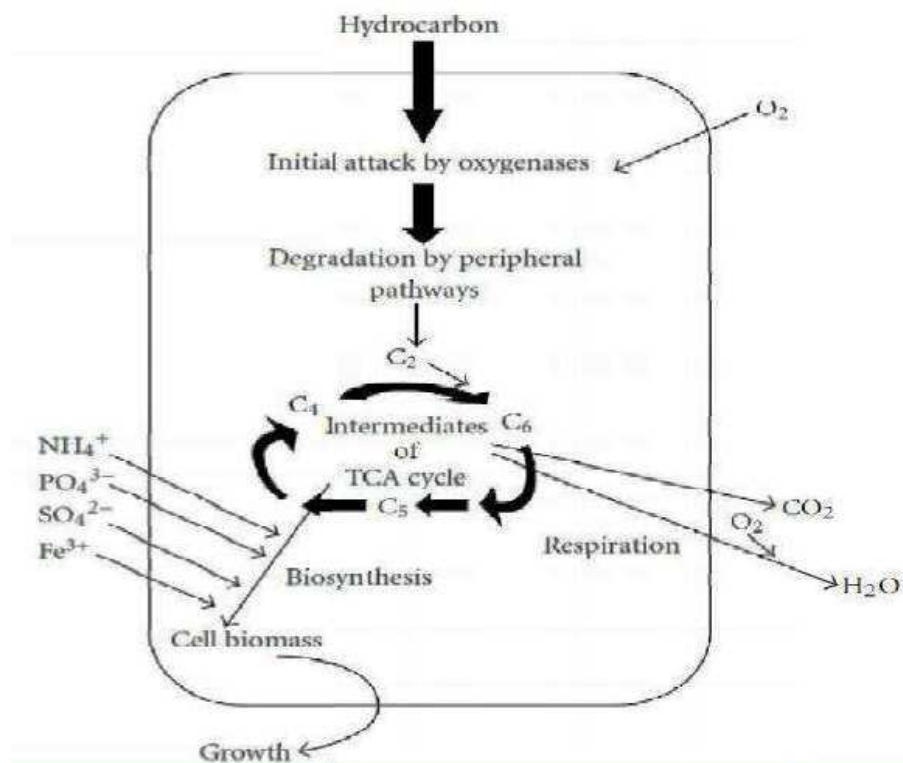 Hydrocarbon
O₂
Initial attack by oxygenases
Degradation by peripheral
pathways
C₂
C₄
C₆
Intermediates
of
TCA cycle
C₅
NH₄⁺
PO₄³⁻
SO₄²⁻
Fe³⁺
CO₂
O₂
Respiration
H₂O
Biosynthesis
Cell biomass
Growth